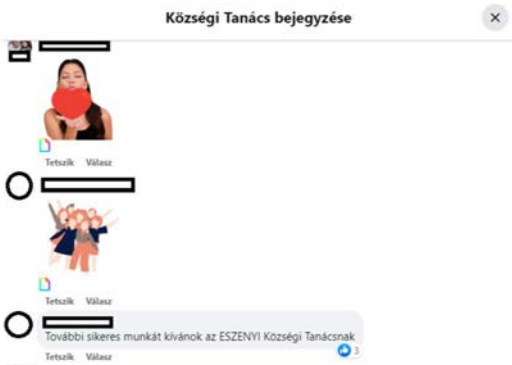 Községi Tanács bejegyzése
Tetszik Válasz
Tetszik Válasz
További sikeres munkát kívánok az ESZENYI Községi Tanácsnak
3
Tetszik Válasz